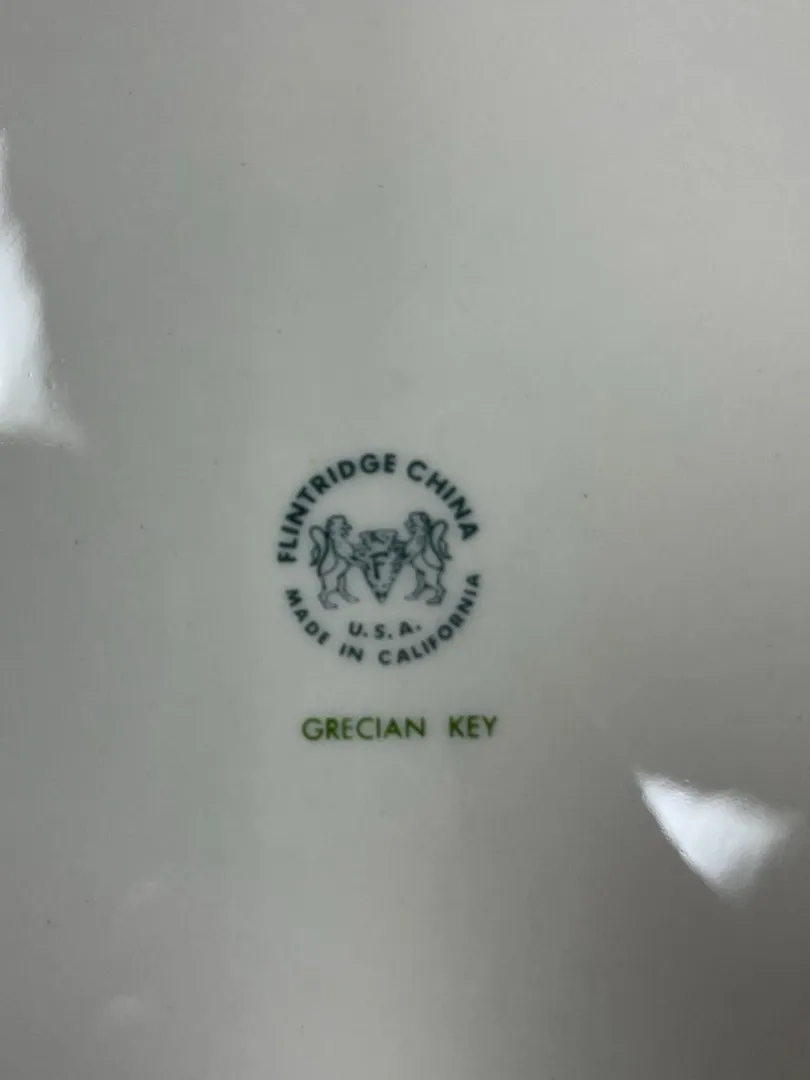 FLINTRIDGE CHINA
F
U. S. A.
MADE IN CALIFORNIA
GRECIAN KEY